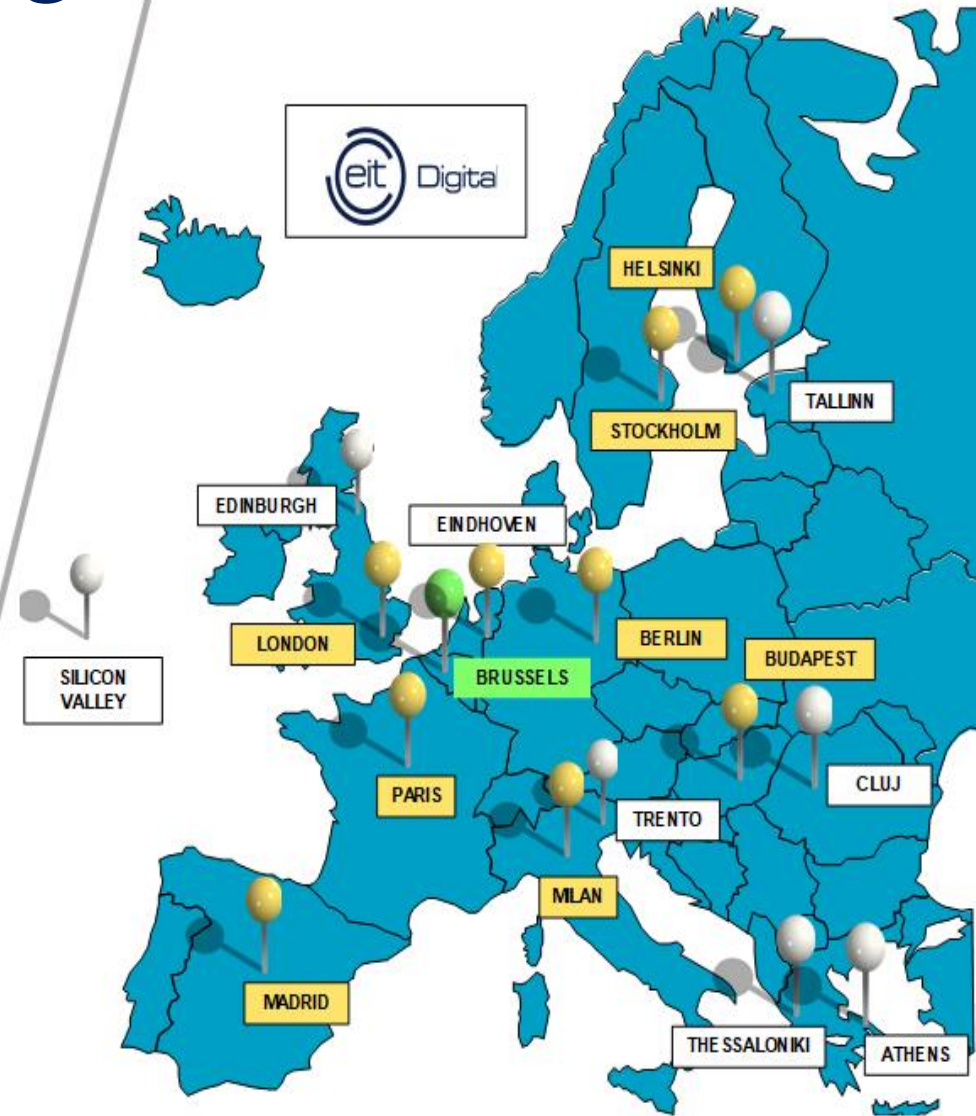 eit Digital
HELSINKI
TALLINN
STOCKHOLM
EDINBURGH
EINDHOVEN
LONDON
BERLIN
BUDAPEST
BRUSSELS
SILICON
VALLEY
PARIS
CLUJ
TRENTO
MILAN
MADRID
THESSALONIKI
ATHENS